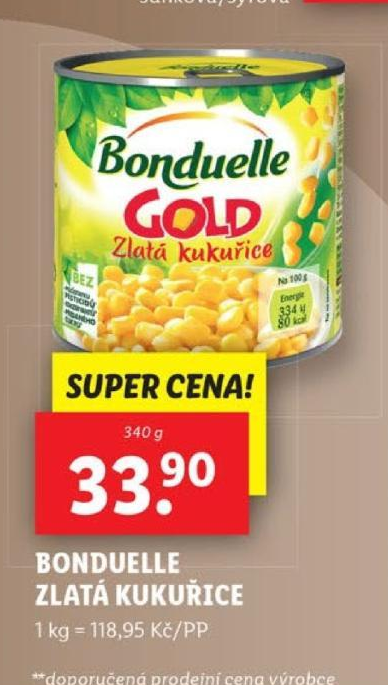 Bonduelle
Bonduelle
GOLD
Zlatá kukuřice
BEZ
Na 100 g
Energie
334 kJ
80 kcal
SUPER CENA!
340 g
33.90
BONDUELLE
ZLATÁ KUKUŘICE
1 kg = 118,95 Kč/PP
**doporučená prodejní cena výrobce